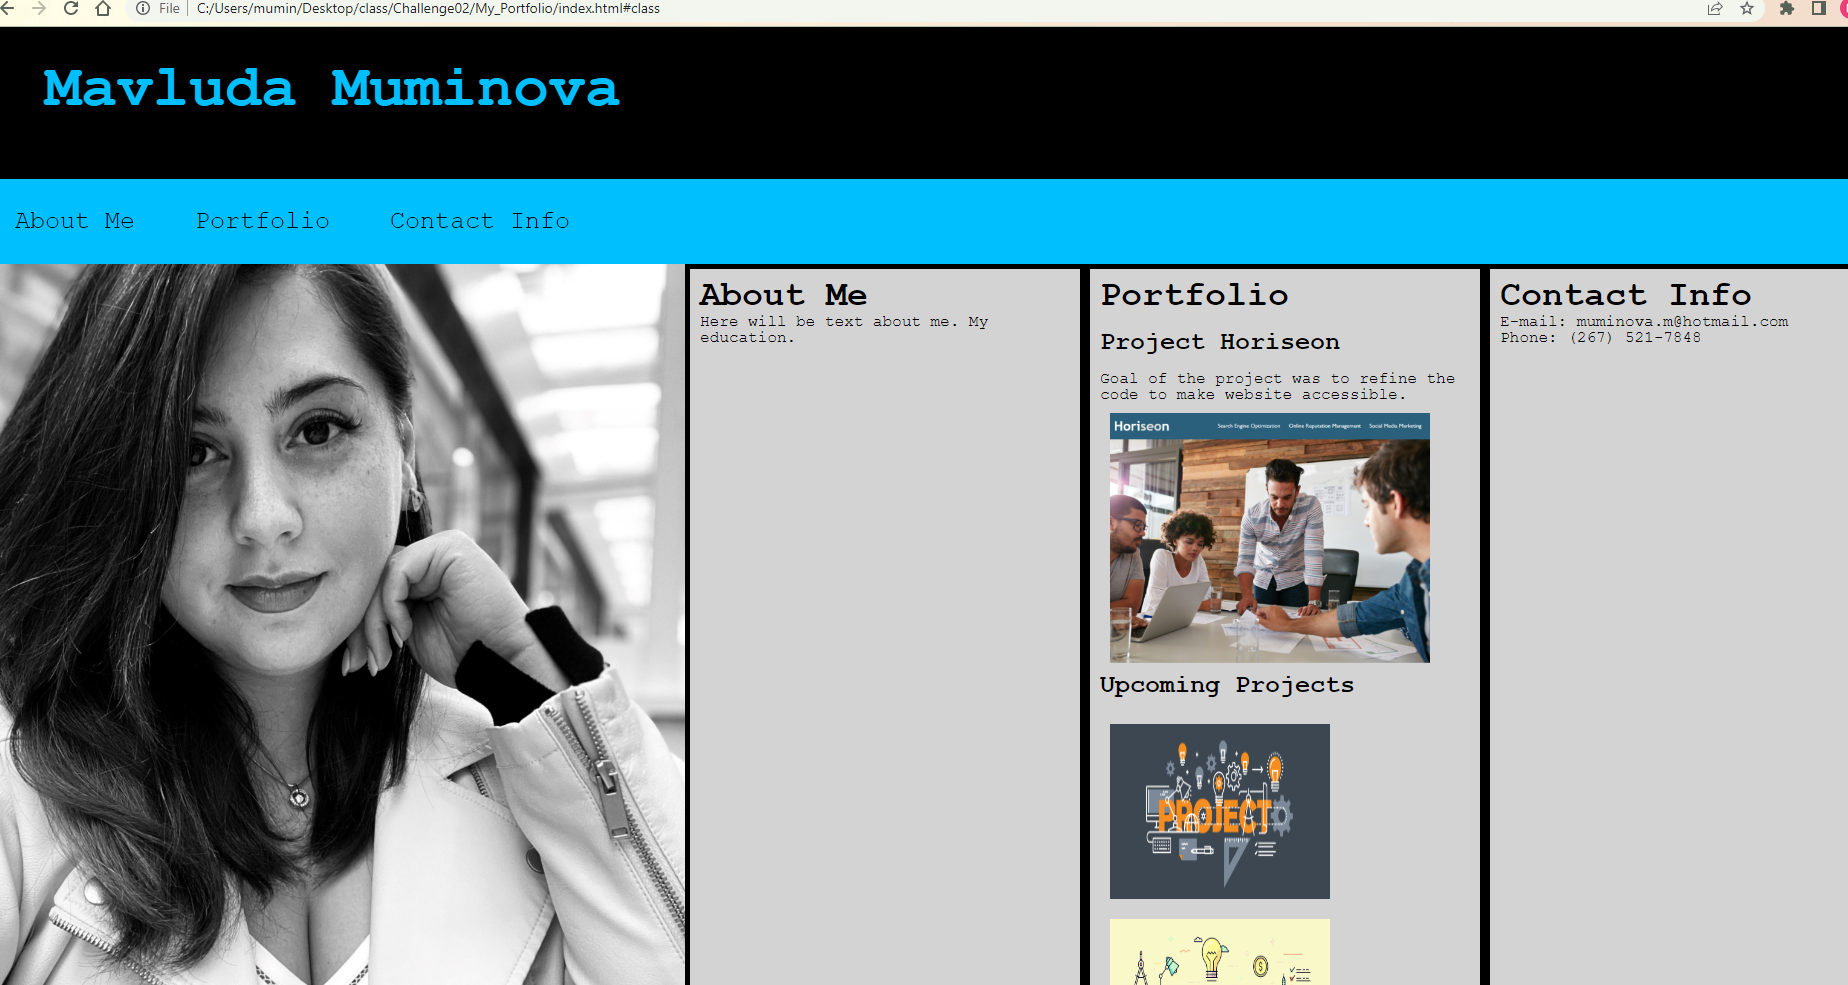 File C:/Users/mumin/Desktop/class/Challenge02/My_Portfolio/index.html#class
Mavluda Muminova
About Me Portfolio Contact Info
About Me
Here will be text about me. My
education.
Portfolio
Project Horiseon
Goal of the project was to refine the
code to make website accessible.
Horiseon Search Engine Optimization Online Reputation Management Social Media Marketing
Upcoming Projects
PROJECT
Contact Info
E-mail: muminova.m@hotmail.com
Phone: (267) 521-7848